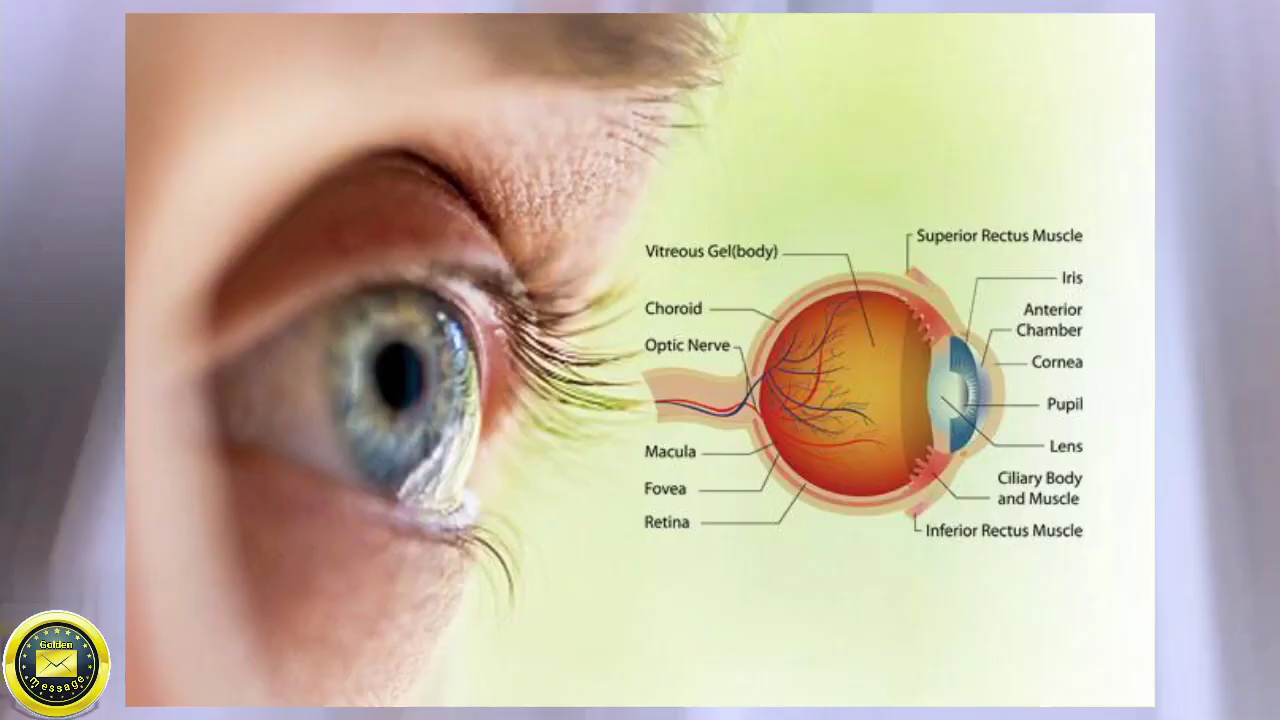 Superior Rectus Muscle
Vitreous Gel(body)
Iris
Choroid
Anterior
Chamber
Optic Nerve
Cornea
Pupil
Macula
Lens
Ciliary Body
and Muscle
Fovea
Retina
Inferior Rectus Muscle
Golden
message